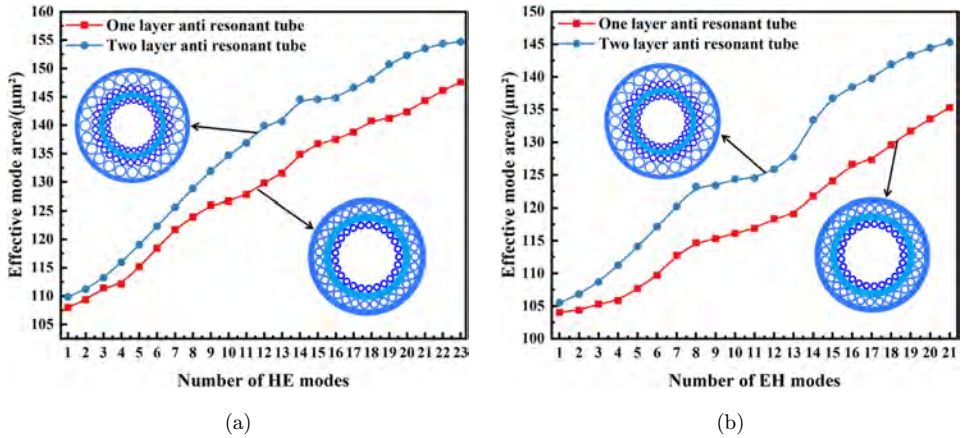 One layer anti resonant tube
Two layer anti resonant tube
Effective mode area/(μm²)
160
155
150
145
140
135
130
125
120
115
110
105
1 2 3 4 5 6 7 8 9 10 11 12 13 14 15 16 17 18 19 20 21 22 23
Number of HE modes
(a)
One layer anti resonant tube
Two layer anti resonant tube
Effective mode area/(μm²)
150
145
140
135
130
125
120
115
110
105
100
1 2 3 4 5 6 7 8 9 10 11 12 13 14 15 16 17 18 19 20 21
Number of EH modes
(b)